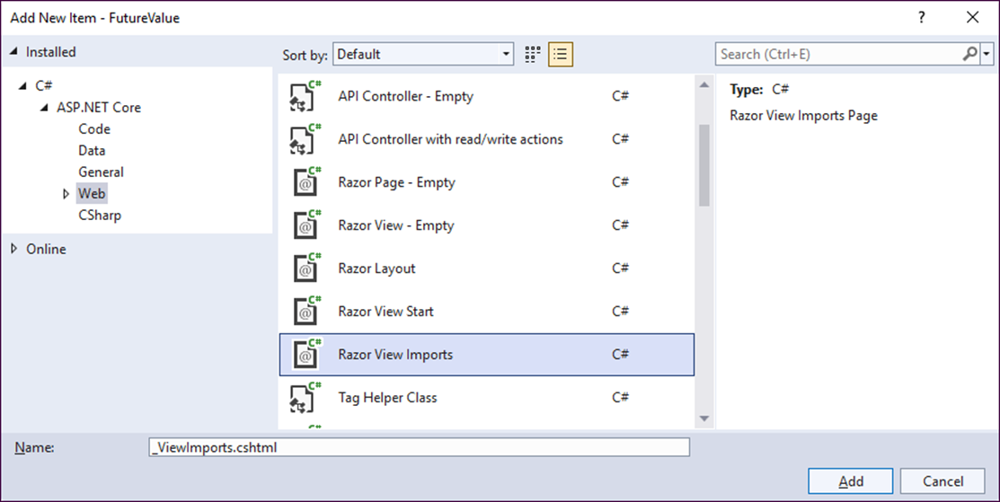 Add New Item - FutureValue
?
Installed
Sort by: Default
Search (Ctrl+E)
C#
ASP.NET Core
Code
Data
General
Web
CSharp
Online
C# API Controller - Empty C#
C# API Controller with read/write actions C#
C# @ Razor Page - Empty C#
C# @ Razor View - Empty C#
C# @ Razor Layout C#
C# @ Razor View Start C#
C# @ Razor View Imports C#
C# Tag Helper Class C#
C#
Type: C#
Razor View Imports Page
Name: _ViewImports.cshtml
Add Cancel